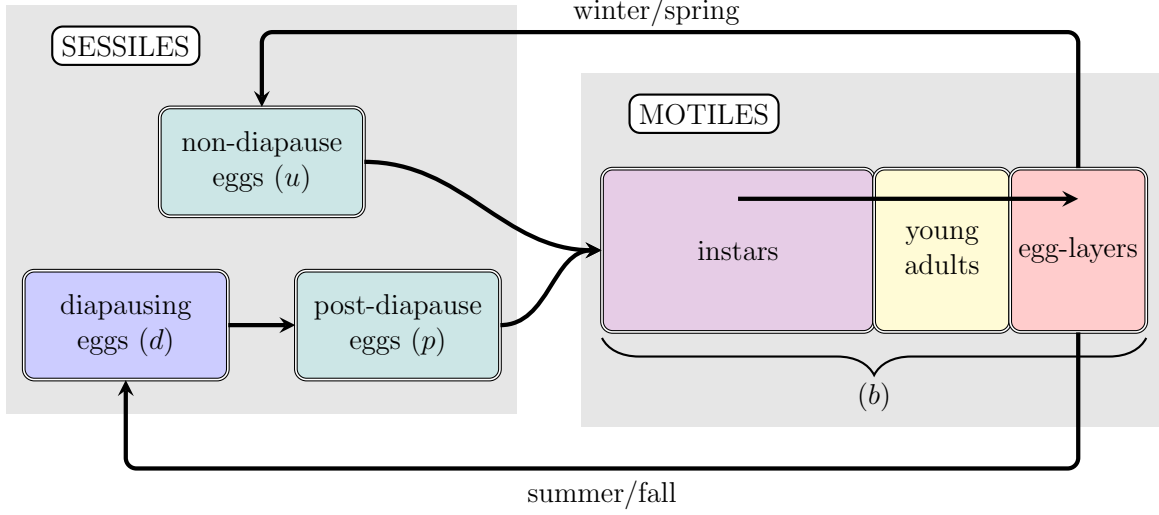 winter/spring
SESSILES
MOTILES
non-diapause
eggs (u)
instars
young
adults
egg-layers
diapausing
eggs (d)
post-diapause
eggs (p)
(b)
summer/fall